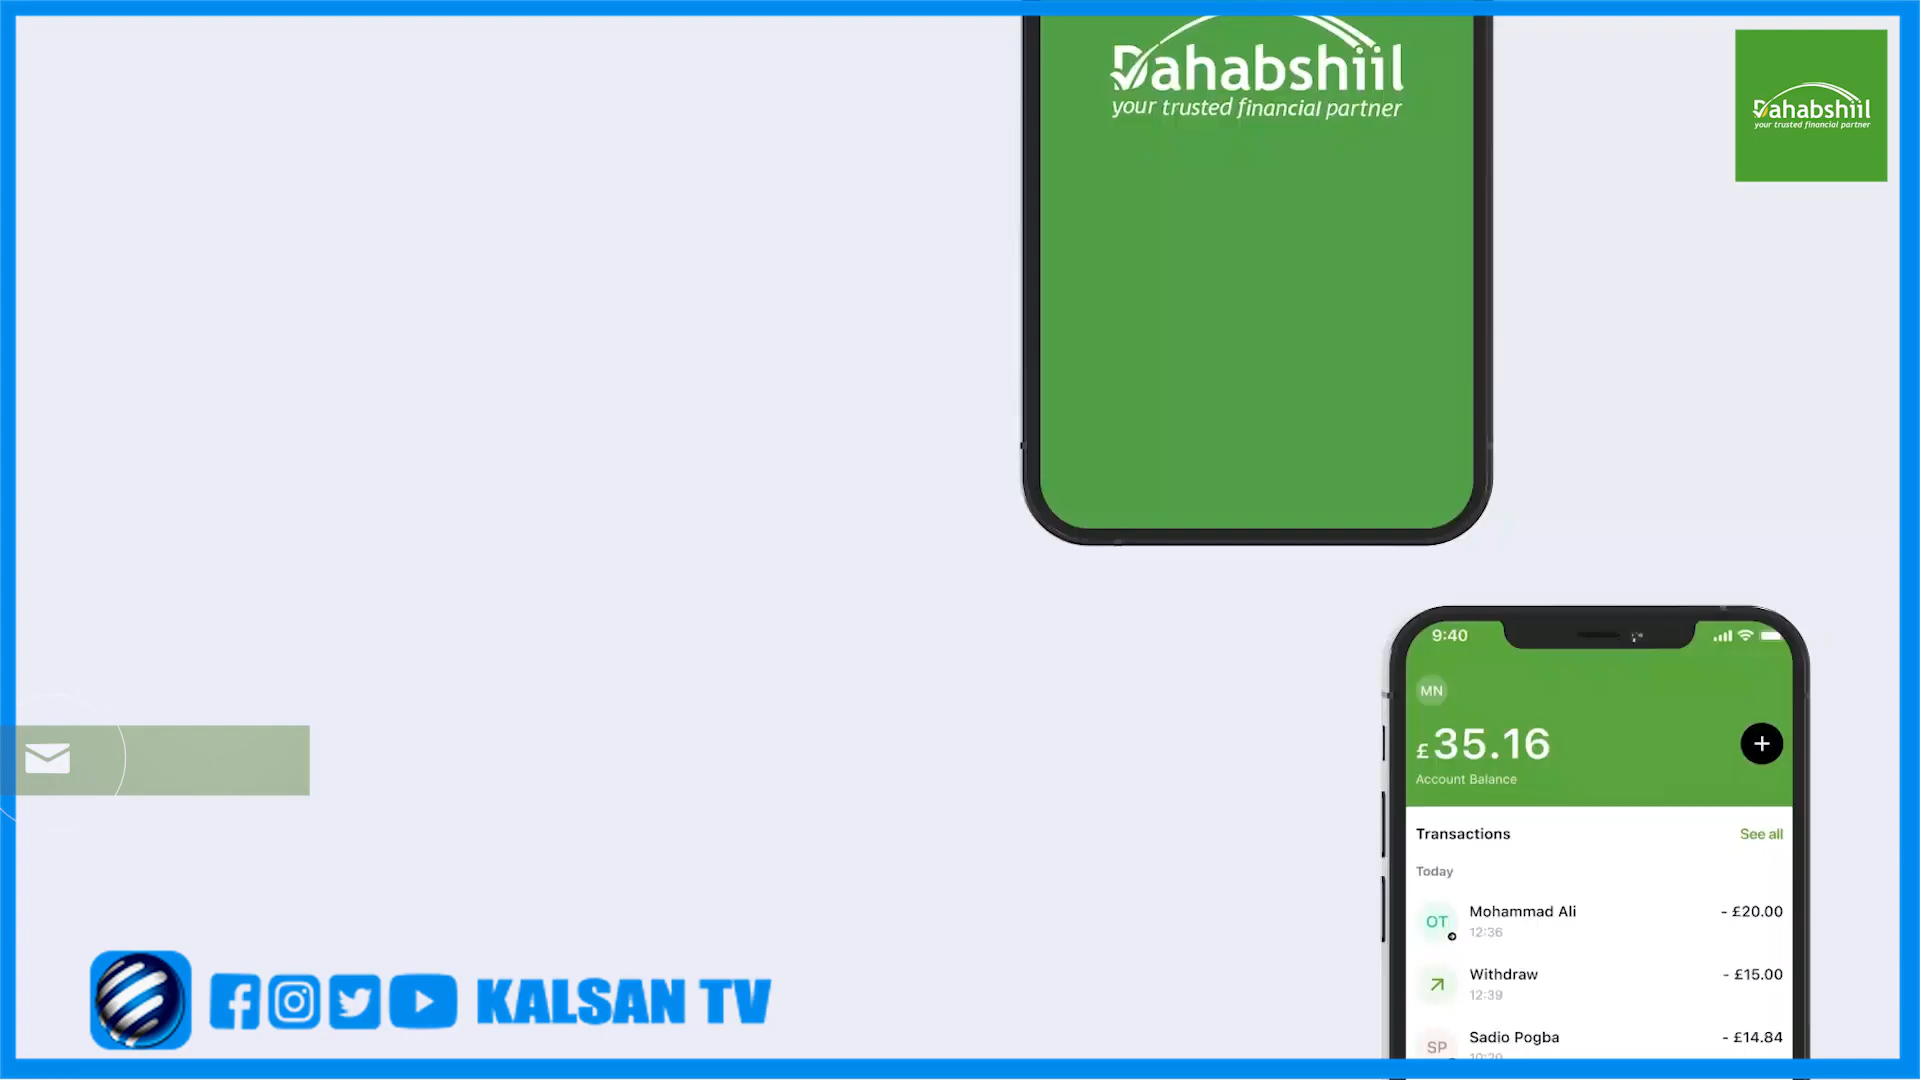 Dahabshiil
your trusted financial partner
Dahabshiil
your trusted financial partner
9:40
MN
£35.16
Account Balance
Transactions
See all
Today
OT
Mohammad Ali
- £20.00
12:36
Withdraw
- £15.00
12:39
SP
Sadio Pogba
- £14.84
KALSAN TV